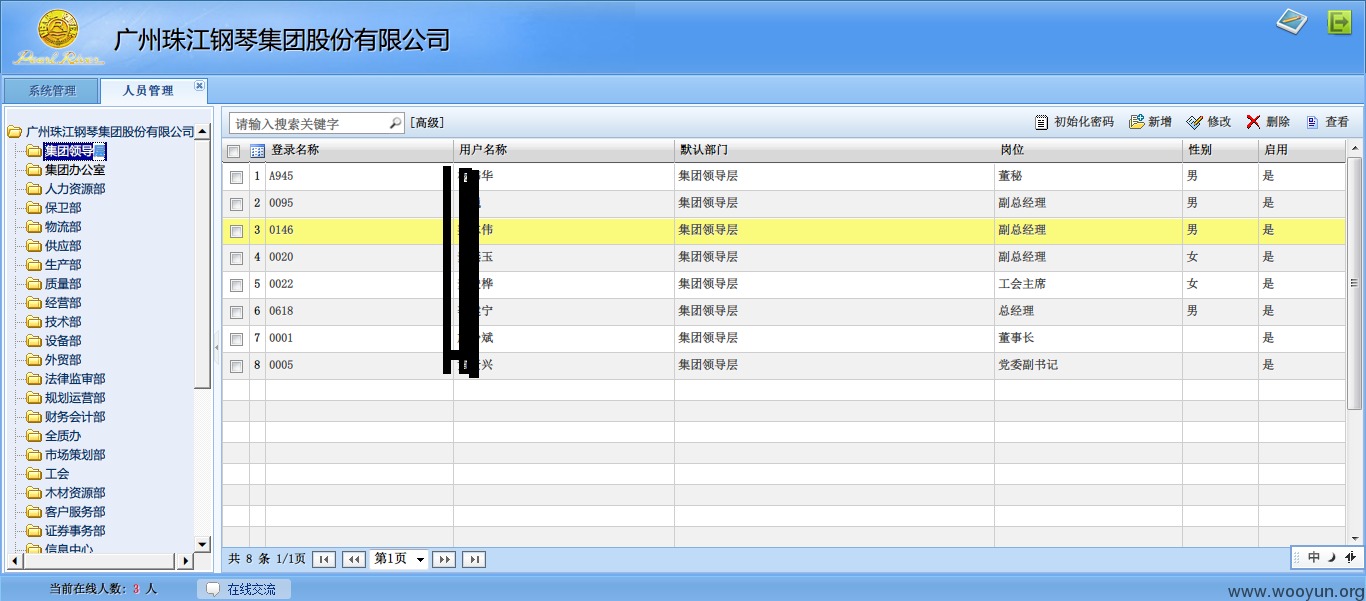 广州珠江钢琴集团股份有限公司
Pearl River
系统管理 人员管理
请输入搜索关键字 [高级] 初始化密码 新增 修改 删除 查看
广州珠江钢琴集团股份有限公司
集团领导
集团办公室
人力资源部
保卫部
物流部
供应部
生产部
质量部
经营部
技术部
设备部
外贸部
法律监审部
规划运营部
财务会计部
全质办
市场策划部
工会
木材资源部
客户服务部
证券事务部
信息中心
登录名称 用户名称 默认部门 岗位 性别 启用
1 A945 华 集团领导层 董秘 男 是
2 0095 集团领导层 副总经理 男 是
3 0146 伟 集团领导层 副总经理 男 是
4 0020 玉 集团领导层 副总经理 女 是
5 0022 桦 集团领导层 工会主席 女 是
6 0618 宁 集团领导层 总经理 男 是
7 0001 斌 集团领导层 董事长 是
8 0005 兴 集团领导层 党委副书记 是
共 8 条 1/1页 第1页
中
当前在线人数: 3 人 在线交流
www.wooyun.org